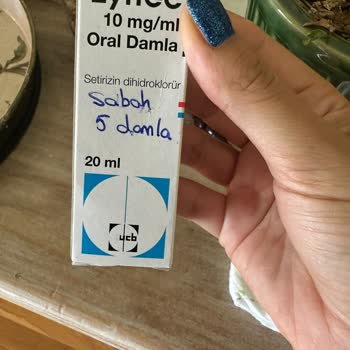 10 mg/ml
Oral Damla
Setirizin dihidroklorür
Sabah
5 damla
20 ml
ucb